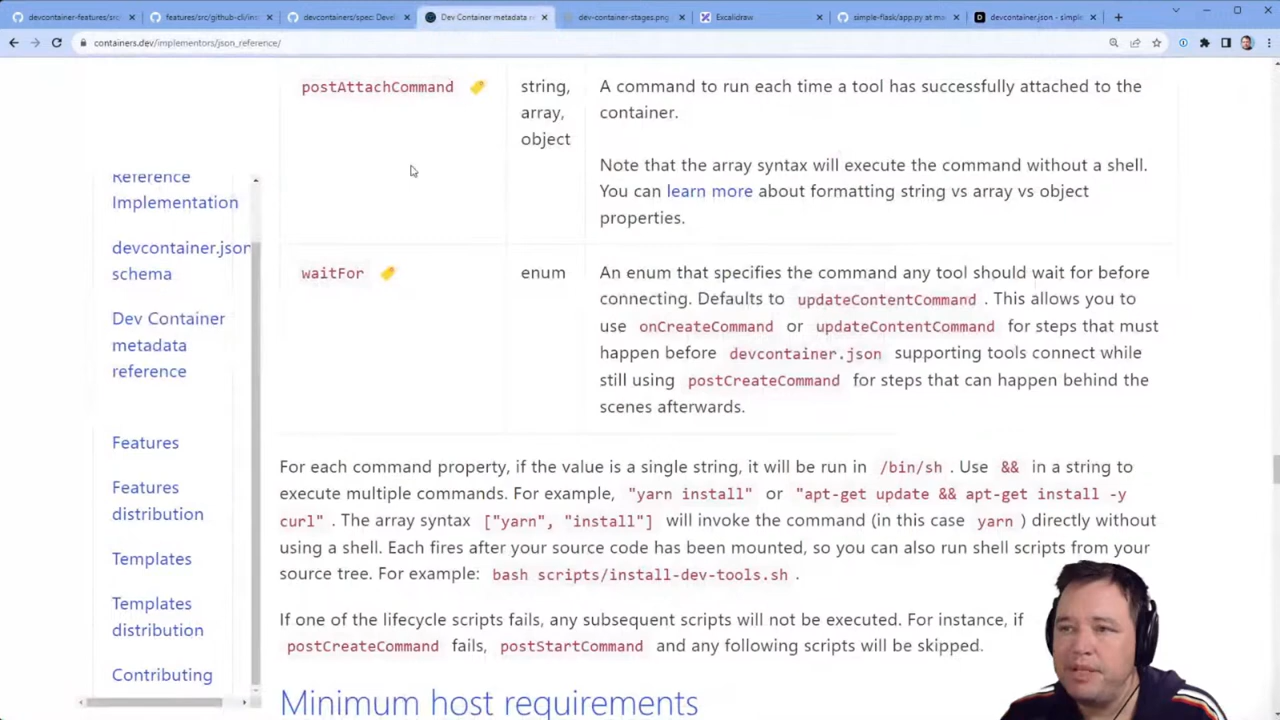 devcontainer-features/src/
features/src/github-cli/ins
devcontainers/spec: Devel
Dev Container metadata re
dev-container-stages.png
Excalidraw
simple-flask/app.py at ma
devcontainer.json - simple
containers.dev/implementors/json_reference/
postAttachCommand
string,
array,
object
A command to run each time a tool has successfully attached to the
container.
Note that the array syntax will execute the command without a shell.
You can learn more about formatting string vs array vs object
properties.
Reference
Implementation
devcontainer.json
schema
Dev Container
metadata
reference
Features
Features
distribution
Templates
Templates
distribution
Contributing
waitFor
enum
An enum that specifies the command any tool should wait for before
connecting. Defaults to updateContentCommand . This allows you to
use onCreateCommand or updateContentCommand for steps that must
happen before devcontainer.json supporting tools connect while
still using postCreateCommand for steps that can happen behind the
scenes afterwards.
For each command property, if the value is a single string, it will be run in /bin/sh . Use && in a string to
execute multiple commands. For example, "yarn install" or "apt-get update && apt-get install -y
curl" . The array syntax ["yarn", "install"] will invoke the command (in this case yarn ) directly without
using a shell. Each fires after your source code has been mounted, so you can also run shell scripts from your
source tree. For example: bash scripts/install-dev-tools.sh .
If one of the lifecycle scripts fails, any subsequent scripts will not be executed. For instance, if
postCreateCommand fails, postStartCommand and any following scripts will be skipped.
Minimum host requirements